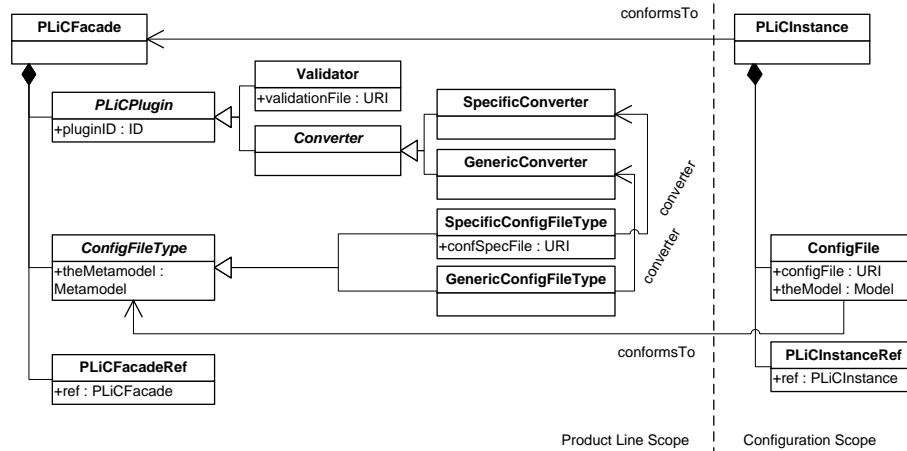 PLiCFacade
conformsTo
PLiCInstance
Validator
+validationFile : URI
PLiCPlugin
+pluginID : ID
SpecificConverter
Converter
GenericConverter
converter
SpecificConfigFileType
+confSpecFile : URI
converter
ConfigFileType
+theMetamodel :
Metamodel
GenericConfigFileType
ConfigFile
+configFile : URI
+theModel : Model
conformsTo
PLiCFacadeRef
+ref : PLiCFacade
PLiCInstanceRef
+ref : PLiCInstance
Product Line Scope
Configuration Scope